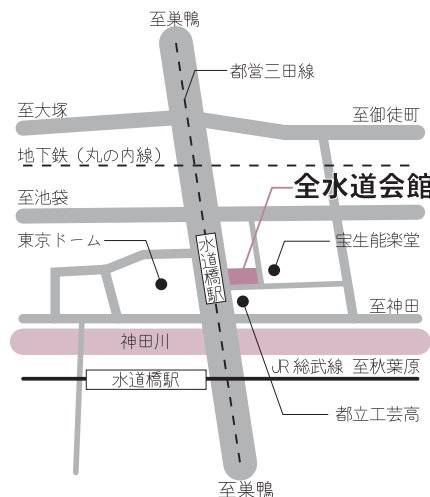 至巣鴨
都営三田線
至大塚
至御徒町
地下鉄（丸の内線）
全水道会館
至池袋
東京ドーム
宝生能楽堂
水道橋駅
至神田
神田川
JR 総武線 至秋葉原
水道橋駅
都立工芸高
至巣鴨